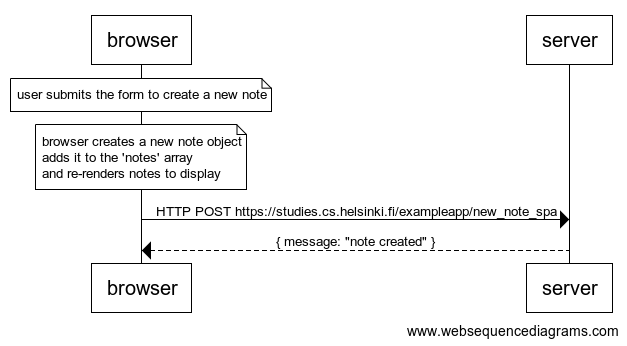 browser
server
user submits the form to create a new note
browser creates a new note object
adds it to the 'notes' array
and re-renders notes to display
HTTP POST https://studies.cs.helsinki.fi/exampleapp/new_note_spa
{ message: "note created" }
browser
server
www.websequencediagrams.com